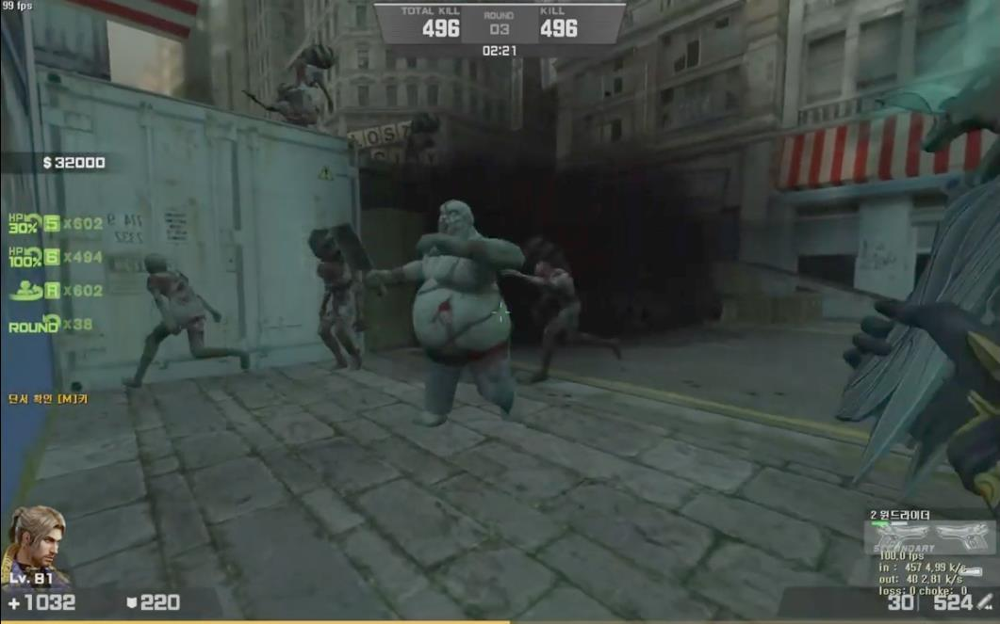 99 fps
TOTAL KILL
496
ROUND
03
KILL
496
02:21
LOST
$ 32000
HP 30% 5 x602
HP 100% 6 x494
A x602
ROUND x38
단서 확인 [M]키
Lv. 81
+1032
220
2 윈드라이더
SECONDARY
100.0 fps
in : 457 4,99 k/s
out: 48 2,81 k/s
loss: 0 choke: 0
30 524